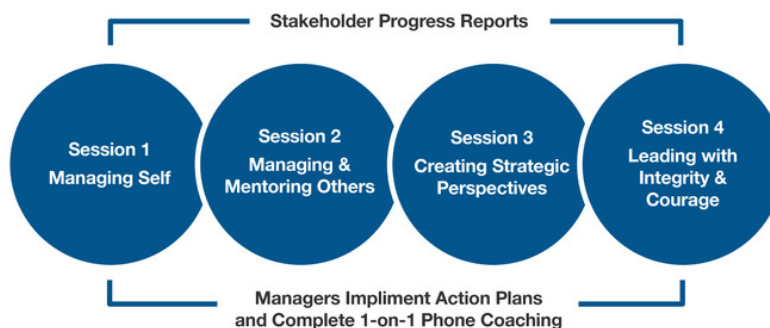 Stakeholder Progress Reports
Session 1
Managing Self
Session 2
Managing &
Mentoring Others
Session 3
Creating Strategic
Perspectives
Session 4
Leading with
Integrity &
Courage
Managers Impliment Action Plans
and Complete 1-on-1 Phone Coaching